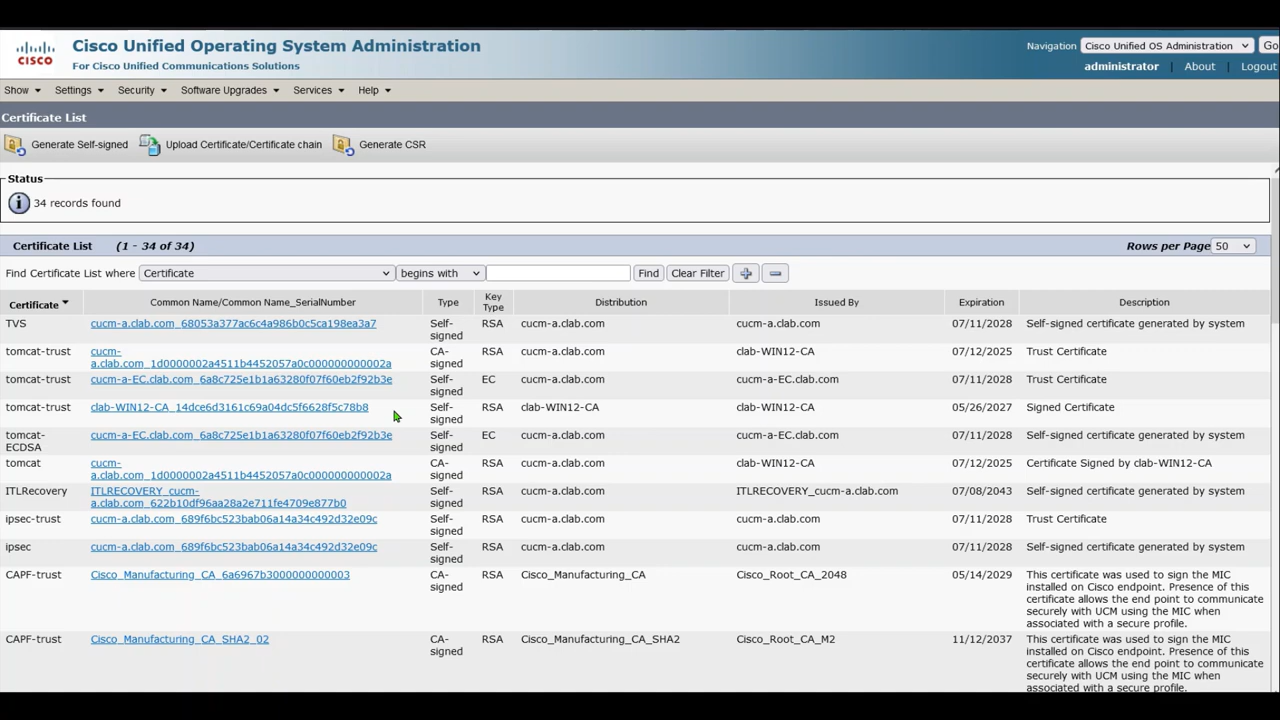 Cisco Unified Operating System Administration
For Cisco Unified Communications Solutions
CISCO
Navigation Cisco Unified OS Administration Go
administrator | About | Logout
Show Settings Security Software Upgrades Services Help
Certificate List
Generate Self-signed Upload Certificate/Certificate chain Generate CSR
Status
34 records found
Certificate List (1 - 34 of 34) Rows per Page 50
Find Certificate List where Certificate begins with Find Clear Filter
Certificate Common Name/Common Name_SerialNumber Type Key Type Distribution Issued By Expiration Description
TVS cucm-a.clab.com_68053a377ac6c4a986b0c5ca198ea3a7 Self-signed RSA cucm-a.clab.com cucm-a.clab.com 07/11/2028 Self-signed certificate generated by system
tomcat-trust cucm-a.clab.com_1d0000002a4511b4452057a0c000000000002a CA-signed RSA cucm-a.clab.com clab-WIN12-CA 07/12/2025 Trust Certificate
tomcat-trust cucm-a-EC.clab.com_6a8c725e1b1a63280f07f60eb2f92b3e Self-signed EC cucm-a.clab.com cucm-a-EC.clab.com 07/11/2028 Trust Certificate
tomcat-trust clab-WIN12-CA_14dce6d3161c69a04dc5f6628f5c78b8 Self-signed RSA clab-WIN12-CA clab-WIN12-CA 05/26/2027 Signed Certificate
tomcat-ECDSA cucm-a-EC.clab.com_6a8c725e1b1a63280f07f60eb2f92b3e Self-signed EC cucm-a.clab.com cucm-a-EC.clab.com 07/11/2028 Self-signed certificate generated by system
tomcat cucm-a.clab.com_1d0000002a4511b4452057a0c000000000002a CA-signed RSA cucm-a.clab.com clab-WIN12-CA 07/12/2025 Certificate Signed by clab-WIN12-CA
ITLRecovery ITLRECOVERY_cucm-a.clab.com_622b10df96aa28a2e711fe4709e877b0 Self-signed RSA cucm-a.clab.com ITLRECOVERY_cucm-a.clab.com 07/08/2043 Self-signed certificate generated by system
ipsec-trust cucm-a.clab.com_689f6bc523bab06a14a34c492d32e09c Self-signed RSA cucm-a.clab.com cucm-a.clab.com 07/11/2028 Trust Certificate
ipsec cucm-a.clab.com_689f6bc523bab06a14a34c492d32e09c Self-signed RSA cucm-a.clab.com cucm-a.clab.com 07/11/2028 Self-signed certificate generated by system
CAPF-trust Cisco_Manufacturing_CA_6a6967b3000000000003 CA-signed RSA Cisco_Manufacturing_CA Cisco_Root_CA_2048 05/14/2029 This certificate was used to sign the MIC
installed on Cisco endpoint. Presence of this
certificate allows the end point to communicate
securely with UCM using the MIC when
associated with a secure profile.
CAPF-trust Cisco_Manufacturing_CA_SHA2_02 CA-signed RSA Cisco_Manufacturing_CA_SHA2 Cisco_Root_CA_M2 11/12/2037 This certificate was used to sign the MIC
installed on Cisco endpoint. Presence of this
certificate allows the end point to communicate
securely with UCM using the MIC when
associated with a secure profile.